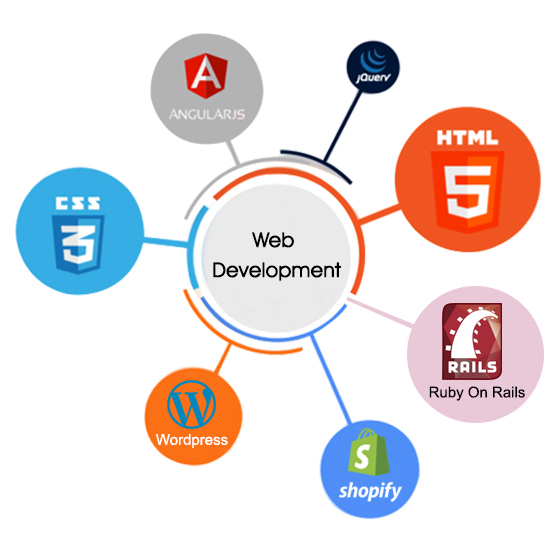 jQuery
A
ANGULARJS
HTML
5
CSS
3
Web
Development
RAILS
Ruby On Rails
W
Wordpress
S
shopify